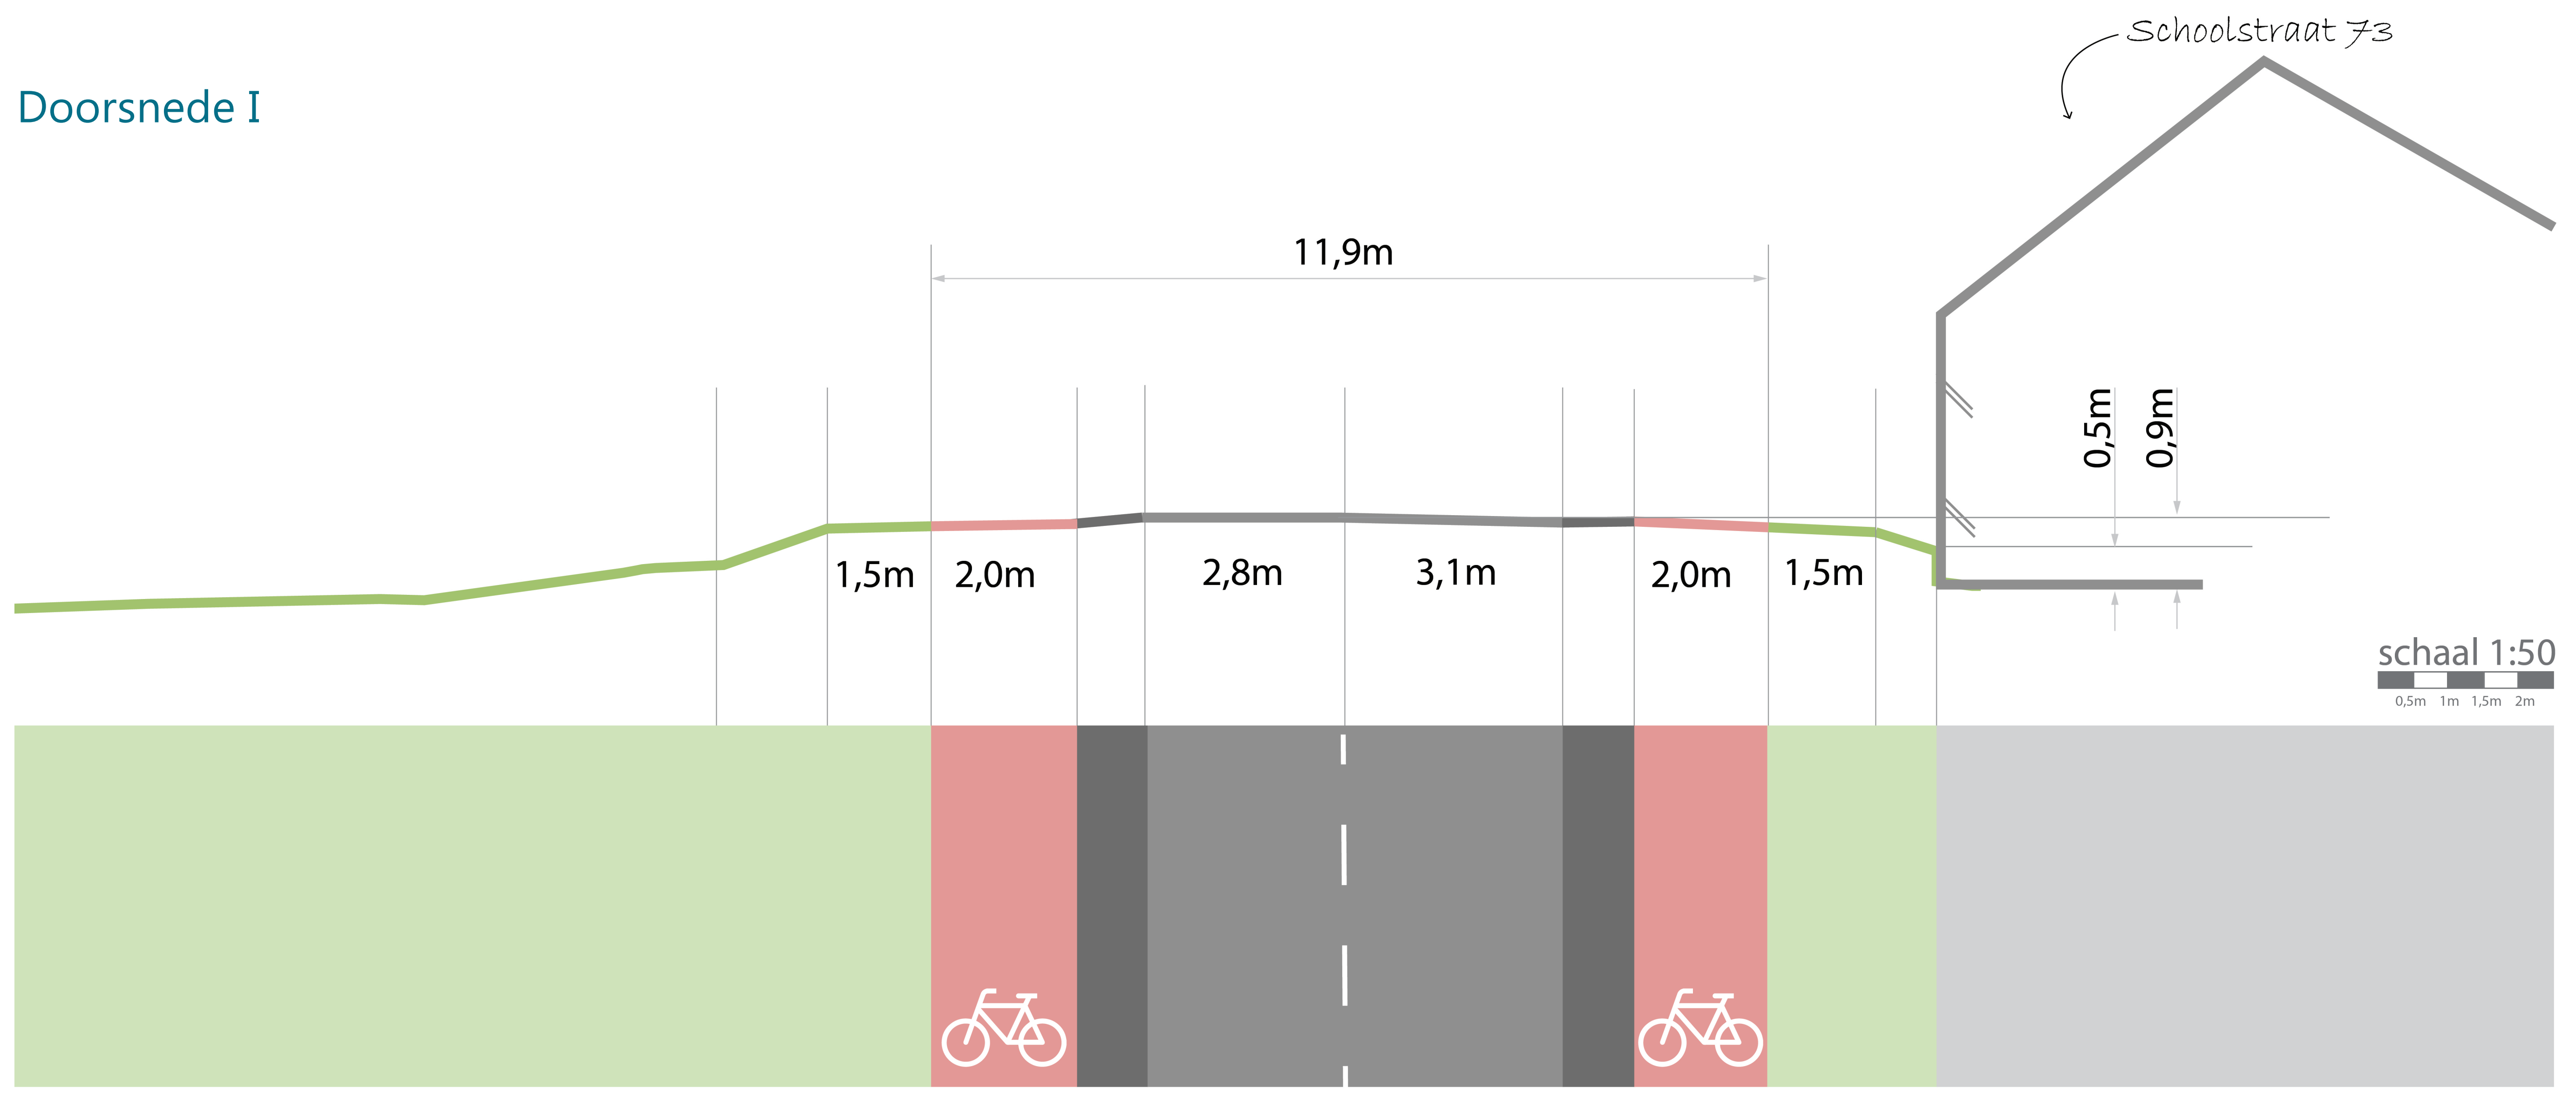 Schoolstraat 73
Doorsnede I
11,9m
0,5m
0,9m
1,5m
2,0m
2,8m
3,1m
2,0m
1,5m
schaal 1:50
0,5m 1m 1,5m 2m